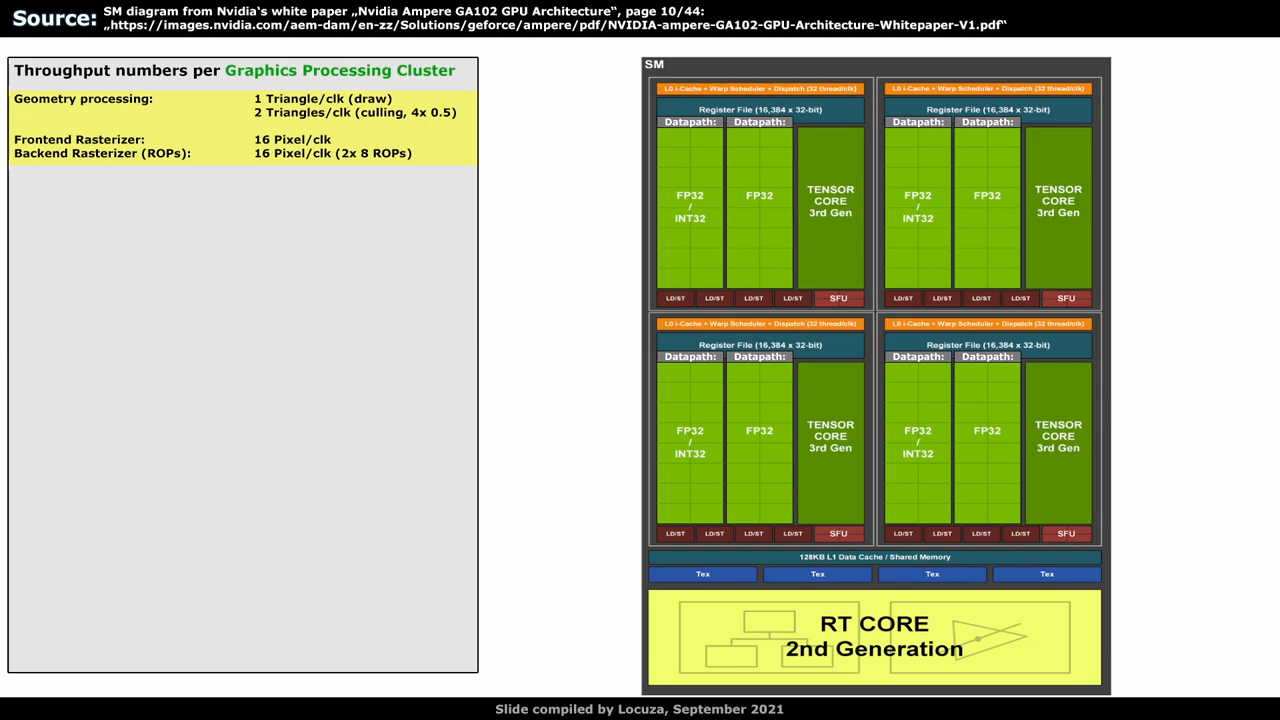 Source:
SM diagram from Nvidia's white paper „Nvidia Ampere GA102 GPU Architecture“, page 10/44:
„https://images.nvidia.com/aem-dam/en-zz/Solutions/geforce/ampere/pdf/NVIDIA-ampere-GA102-GPU-Architecture-Whitepaper-V1.pdf“
Throughput numbers per Graphics Processing Cluster
Geometry processing: 1 Triangle/clk (draw)
2 Triangles/clk (culling, 4x 0.5)
Frontend Rasterizer: 16 Pixel/clk
Backend Rasterizer (ROPs): 16 Pixel/clk (2x 8 ROPs)
SM
L0 i-Cache + Warp Scheduler + Dispatch (32 thread/clk)
Register File (16,384 x 32-bit)
Datapath: Datapath:
FP32
/
INT32
FP32
TENSOR
CORE
3rd Gen
LD/ST LD/ST LD/ST LD/ST SFU
L0 i-Cache + Warp Scheduler + Dispatch (32 thread/clk)
Register File (16,384 x 32-bit)
Datapath: Datapath:
FP32
/
INT32
FP32
TENSOR
CORE
3rd Gen
LD/ST LD/ST LD/ST LD/ST SFU
L0 i-Cache + Warp Scheduler + Dispatch (32 thread/clk)
Register File (16,384 x 32-bit)
Datapath: Datapath:
FP32
/
INT32
FP32
TENSOR
CORE
3rd Gen
LD/ST LD/ST LD/ST LD/ST SFU
L0 i-Cache + Warp Scheduler + Dispatch (32 thread/clk)
Register File (16,384 x 32-bit)
Datapath: Datapath:
FP32
/
INT32
FP32
TENSOR
CORE
3rd Gen
LD/ST LD/ST LD/ST LD/ST SFU
128KB L1 Data Cache / Shared Memory
Tex Tex Tex Tex
RT CORE
2nd Generation
Slide compiled by Locuza, September 2021